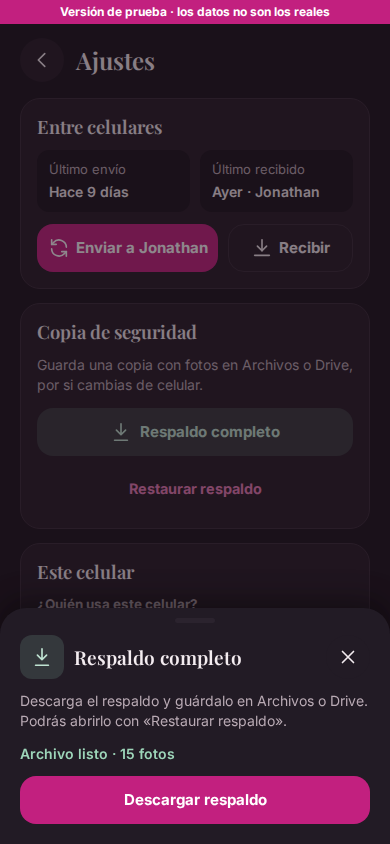 Versión de prueba · los datos no son los reales
Ajustes
Entre celulares
Último envío
Hace 9 días
Último recibido
Ayer · Jonathan
Enviar a Jonathan
Recibir
Copia de seguridad
Guarda una copia con fotos en Archivos o Drive,
por si cambias de celular.
Respaldo completo
Restaurar respaldo
Este celular
¿Quién usa este celular?
Respaldo completo
Descarga el respaldo y guárdalo en Archivos o Drive.
Podrás abrirlo con «Restaurar respaldo».
Archivo listo · 15 fotos
Descargar respaldo